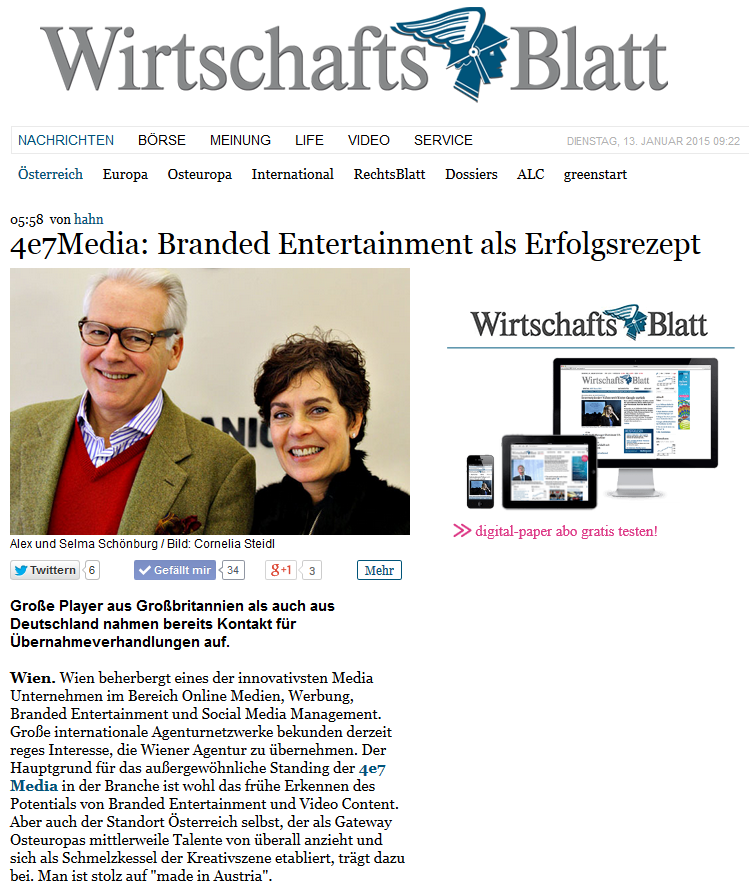 Wirtschafts Blatt
NACHRICHTEN BÖRSE MEINUNG LIFE VIDEO SERVICE DIENSTAG, 13. JANUAR 2015 09:22
Österreich Europa Osteuropa International RechtsBlatt Dossiers ALC greenstart
05:58 von hahn
4e7Media: Branded Entertainment als Erfolgsrezept
ANI
Alex und Selma Schönburg / Bild: Cornelia Steidl
Twittern 6 Gefällt mir 34 g+1 3 Mehr
Wirtschafts Blatt
Wirtschafts Blatt
digital-paper abo gratis testen!
Große Player aus Großbritannien als auch aus
Deutschland nahmen bereits Kontakt für
Übernahmeverhandlungen auf.
Wien. Wien beherbergt eines der innovativsten Media
Unternehmen im Bereich Online Medien, Werbung,
Branded Entertainment und Social Media Management.
Große internationale Agenturnetzwerke bekunden derzeit
reges Interesse, die Wiener Agentur zu übernehmen. Der
Hauptgrund für das außergewöhnliche Standing der 4e7
Media in der Branche ist wohl das frühe Erkennen des
Potentials von Branded Entertainment und Video Content.
Aber auch der Standort Österreich selbst, der als Gateway
Osteuropas mittlerweile Talente von überall anzieht und
sich als Schmelzkessel der Kreativszene etabliert, trägt dazu
bei. Man ist stolz auf "made in Austria".